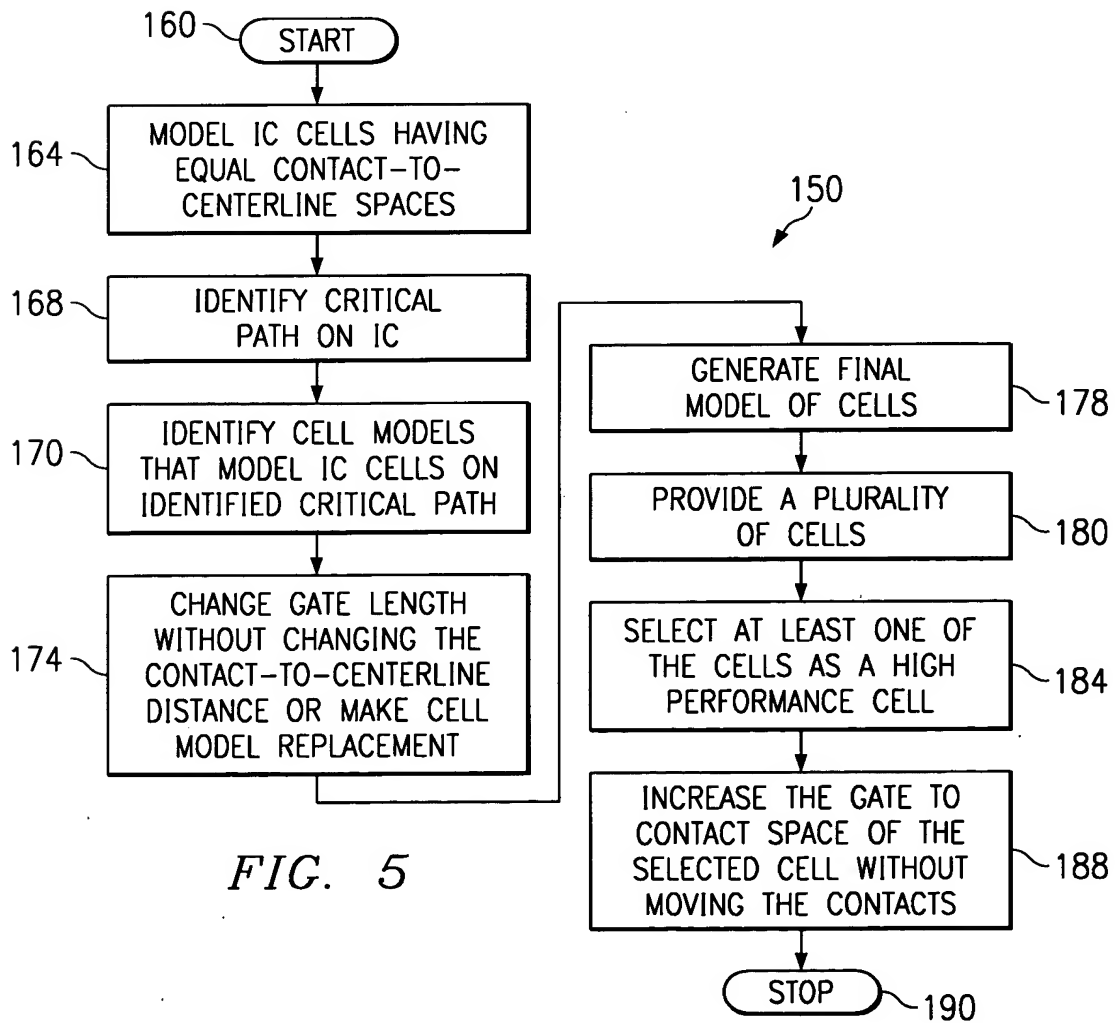 160
START
164
MODEL IC CELLS HAVING
EQUAL CONTACT-TO-
CENTERLINE SPACES
168
IDENTIFY CRITICAL
PATH ON IC
170
IDENTIFY CELL MODELS
THAT MODEL IC CELLS ON
IDENTIFIED CRITICAL PATH
174
CHANGE GATE LENGTH
WITHOUT CHANGING THE
CONTACT-TO-CENTERLINE
DISTANCE OR MAKE CELL
MODEL REPLACEMENT
150
GENERATE FINAL
MODEL OF CELLS
178
PROVIDE A PLURALITY
OF CELLS
180
SELECT AT LEAST ONE OF
THE CELLS AS A HIGH
PERFORMANCE CELL
184
INCREASE THE GATE TO
CONTACT SPACE OF THE
SELECTED CELL WITHOUT
MOVING THE CONTACTS
188
STOP
190
FIG. 5